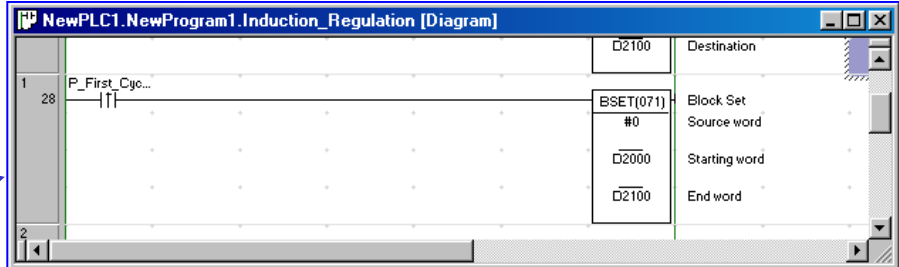 NewPLC1.NewProgram1.Induction_Regulation [Diagram]
D2100 Destination
1 P_First_Cyc...
28 BSET(071) Block Set
#0 Source word
D2000 Starting word
D2100 End word
2